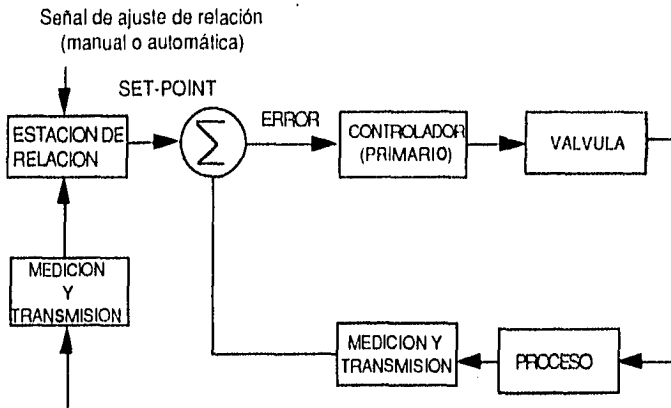 Señal de ajuste de relación
(manual o automática)
SET-POINT
ERROR
ESTACION DE
RELACION
Σ
CONTROLADOR
(PRIMARIO)
VALVULA
MEDICION
Y
TRANSMISION
MEDICION Y
TRANSMISION
PROCESO